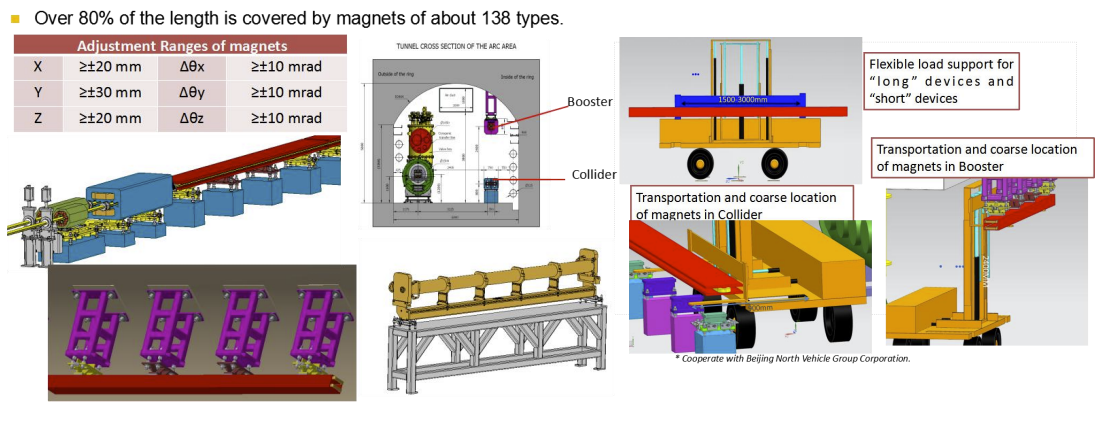 Over 80% of the length is covered by magnets of about 138 types.
Adjustment Ranges of magnets
X ≥±20 mm Δθx ≥±10 mrad
Y ≥±30 mm Δθy ≥±10 mrad
Z ≥±20 mm Δθz ≥±10 mrad
TUNNEL CROSS SECTION OF THE ARC AREA
Outside of the ring
Inside of the ring
Booster
Collider
1500-3000mm
Flexible load support for
"long" devices and
"short" devices
Transportation and coarse location
of magnets in Booster
Transportation and coarse location
of magnets in Collider
* Cooperate with Beijing North Vehicle Group Corporation.